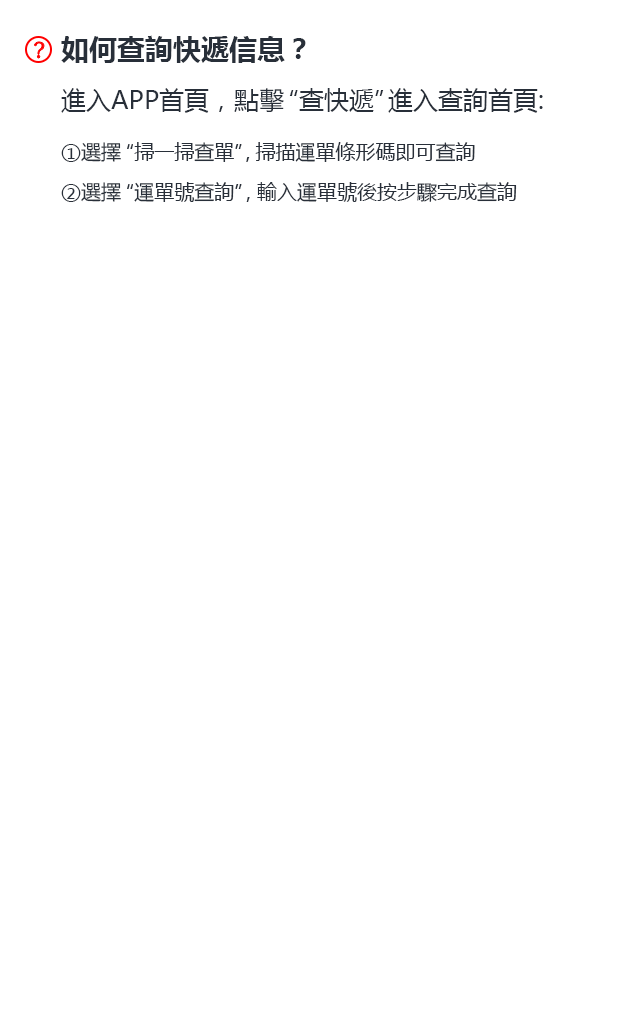 如何查詢快遞信息？
進入APP首頁，點擊“查快遞”進入查詢首頁:
①選擇“掃一掃查單”, 掃描運單條形碼即可查詢
②選擇“運單號查詢”, 輸入運單號後按步驟完成查詢